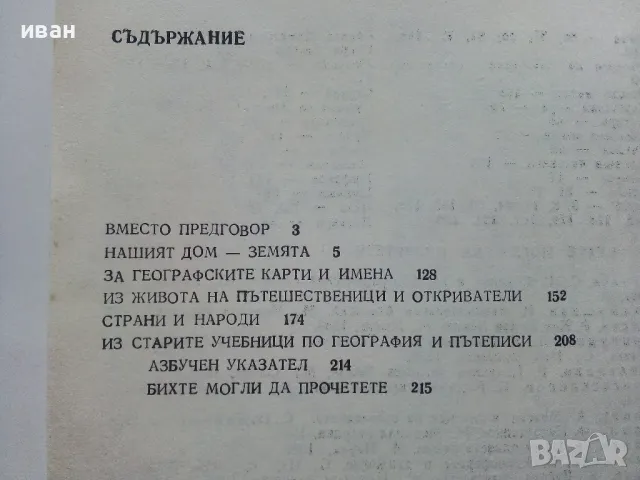 иван
СЪДЪРЖАНИЕ
ВМЕСТО ПРЕДГОВОР 3
НАШИЯТ ДОМ — ЗЕМЯТА 5
ЗА ГЕОГРАФСКИТЕ КАРТИ И ИМЕНА 128
ИЗ ЖИВОТА НА ПЪТЕШЕСТВЕНИЦИ И ОТКРИВАТЕЛИ 152
СТРАНИ И НАРОДИ 174
ИЗ СТАРИТЕ УЧЕБНИЦИ ПО ГЕОГРАФИЯ И ПЪТЕПИСИ 208
АЗБУЧЕН УКАЗАТЕЛ 214
БИХТЕ МОГЛИ ДА ПРОЧЕТЕТЕ 215
BAZAR